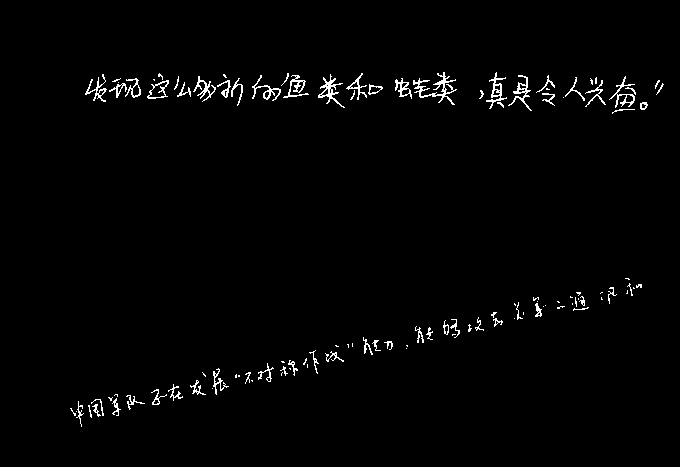 发现这么多新的鱼类和蛙类,真是令人兴奋。"
中国军队正在发展"不对称作战"能力,能够攻击美军通讯和